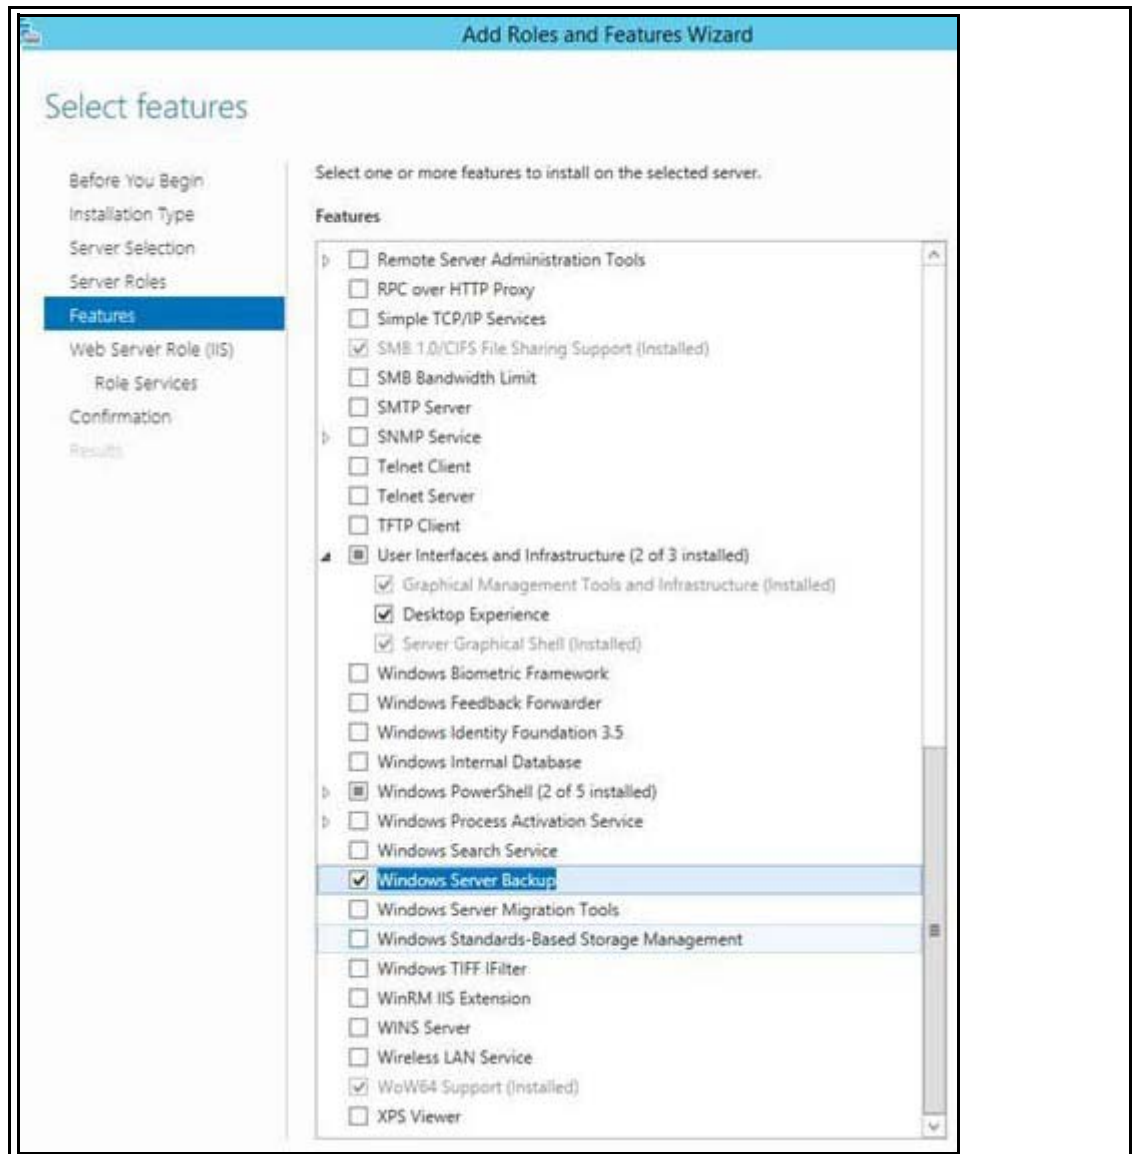 Add Roles and Features Wizard
Select features
Before You Begin
Installation Type
Server Selection
Server Roles
Features
Web Server Role (IIS)
Role Services
Confirmation
Results
Select one or more features to install on the selected server.
Features
Remote Server Administration Tools
RPC over HTTP Proxy
Simple TCP/IP Services
SMB 1.0/CIFS File Sharing Support (Installed)
SMB Bandwidth Limit
SMTP Server
SNMP Service
Telnet Client
Telnet Server
TFTP Client
User Interfaces and Infrastructure (2 of 3 installed)
Graphical Management Tools and Infrastructure (Installed)
Desktop Experience
Server Graphical Shell (Installed)
Windows Biometric Framework
Windows Feedback Forwarder
Windows Identity Foundation 3.5
Windows Internal Database
Windows PowerShell (2 of 5 installed)
Windows Process Activation Service
Windows Search Service
Windows Server Backup
Windows Server Migration Tools
Windows Standards-Based Storage Management
Windows TIFF IFilter
WinRM IIS Extension
WINS Server
Wireless LAN Service
WoW64 Support (Installed)
XPS Viewer